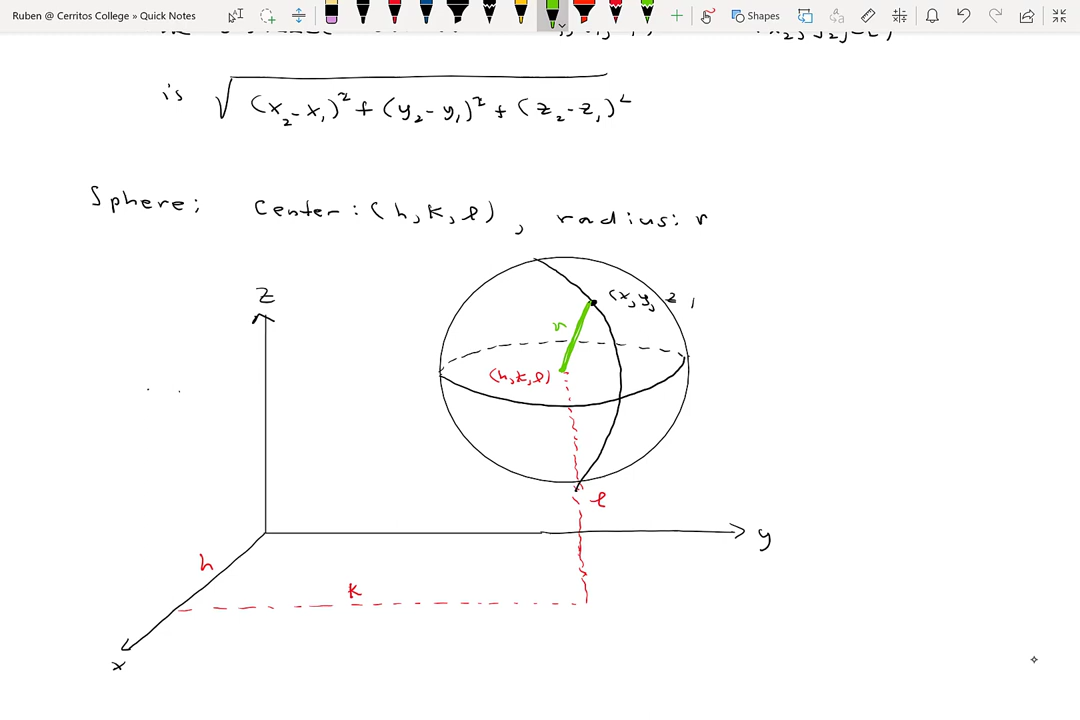 Ruben @ Cerritos College » Quick Notes
Shapes
is √(x₂-x₁)² + (y₂-y₁)² + (z₂-z₁)²
Sphere: Center: (h, k, l), radius: r
z
(x, y, z
r
(h, k, l)
l
y
h
k
x